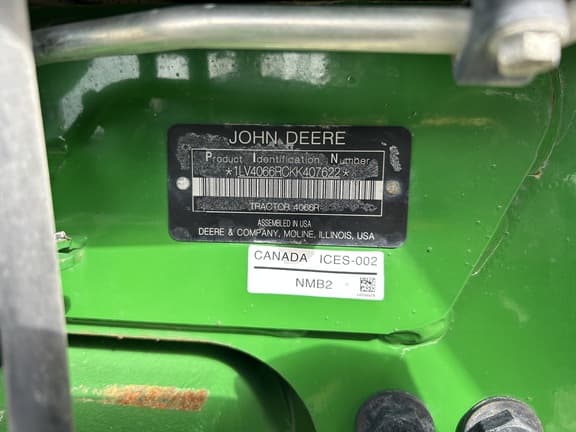 JOHN DEERE
Product Identification Number
*1LV4066RCKK407622*
TRACTOR 4066R
ASSEMBLED IN USA
DEERE & COMPANY, MOLINE, ILLINOIS, USA
CANADA ICES-002
NMB2